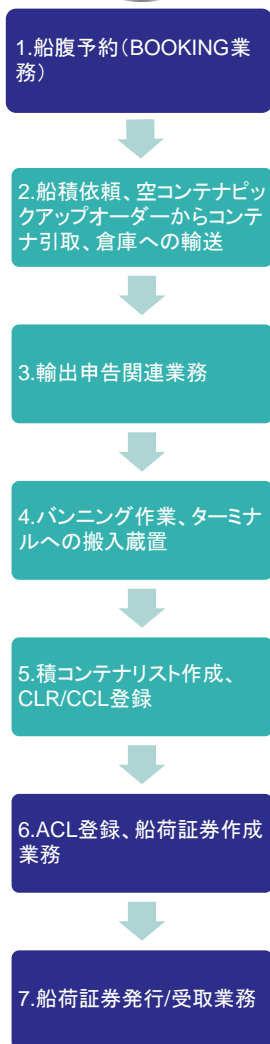 1.船腹予約(BOOKING業
務)
2.船積依頼、空コンテナピッ
クアップオーダーからコンテ
ナ引取、倉庫への輸送
3.輸出申告関連業務
4.バンニング作業、ターミナ
ルへの搬入蔵置
5.積コンテナリスト作成、
CLR/CCL登録
6.ACL登録、船荷証券作成
業務
7.船荷証券発行/受取業務